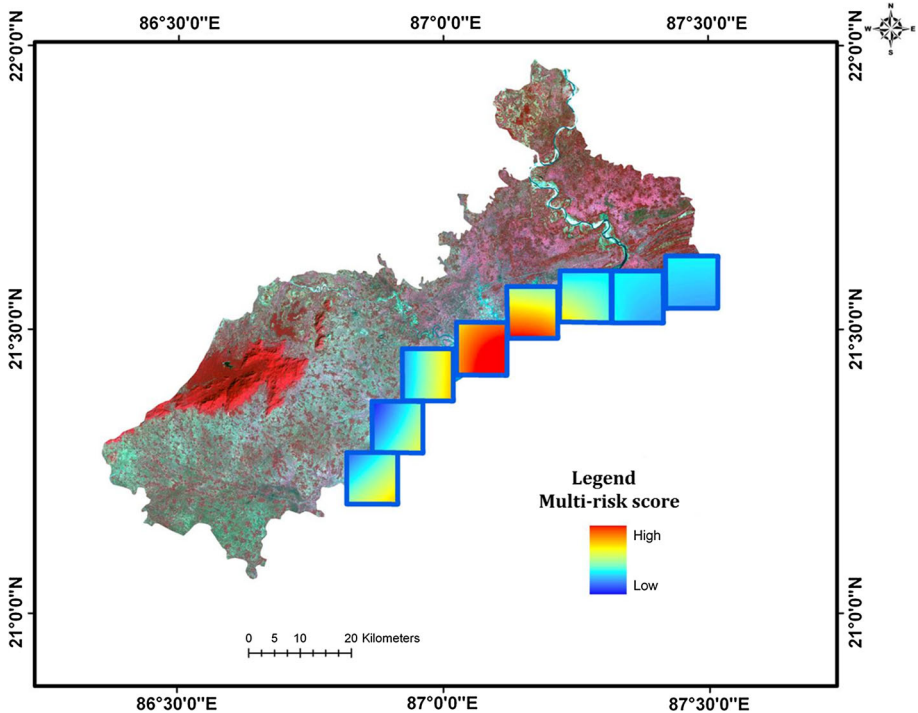 86°30'0"E 87°0'0"E 87°30'0"E
N
W E
S
22°0'0"N 22°0'0"N
21°30'0"N 21°30'0"N
Legend
Multi-risk score
High
Low
21°0'0"N 21°0'0"N
0 5 10 20 Kilometers
86°30'0"E 87°0'0"E 87°30'0"E